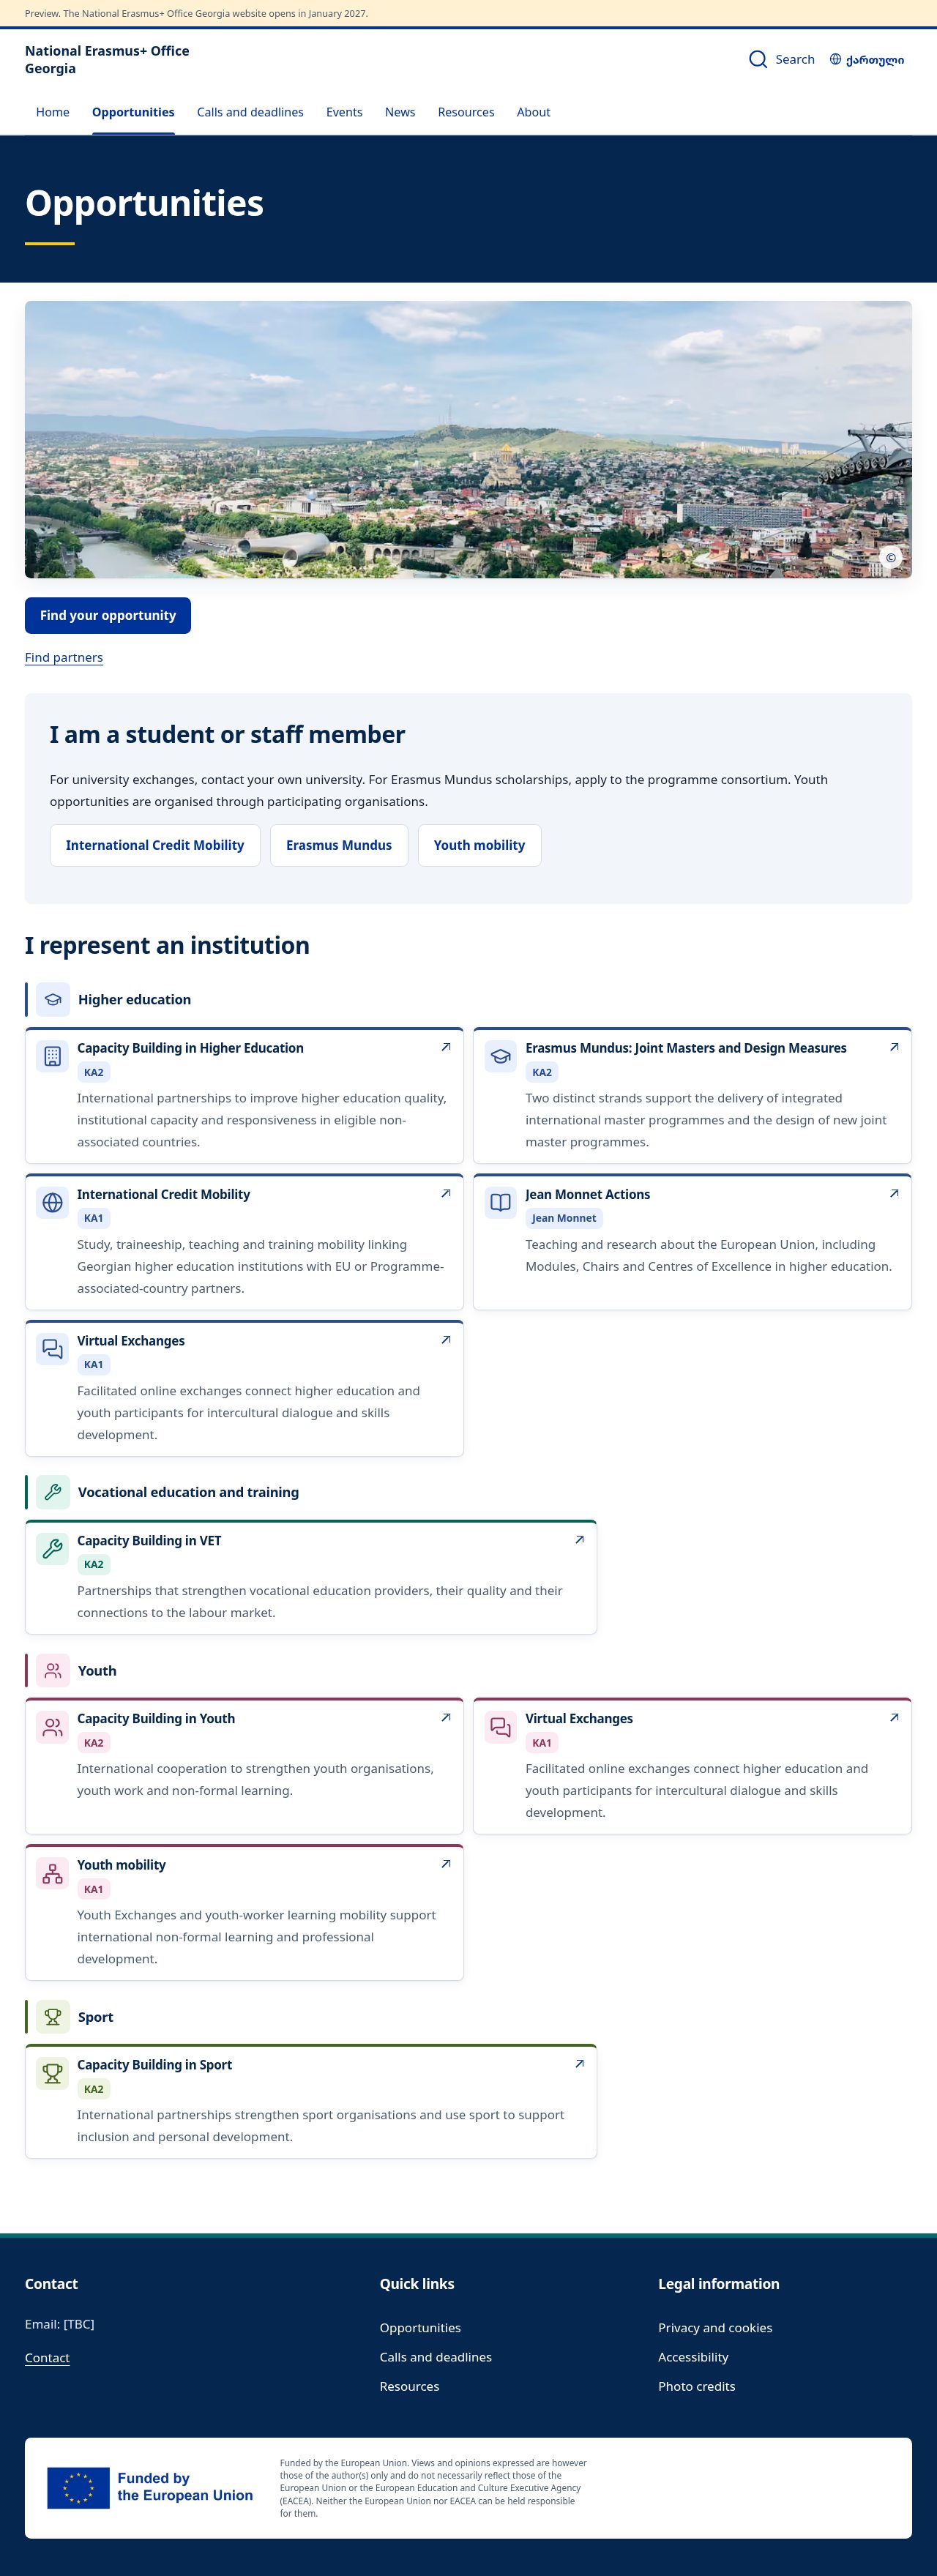 Preview. The National Erasmus+ Office Georgia website opens in January 2027.
National Erasmus+ Office
Georgia
Search
ქართული
Home
Opportunities
Calls and deadlines
Events
News
Resources
About
Opportunities
©
Find your opportunity
Find partners
I am a student or staff member
For university exchanges, contact your own university. For Erasmus Mundus scholarships, apply to the programme consortium. Youth
opportunities are organised through participating organisations.
International Credit Mobility
Erasmus Mundus
Youth mobility
I represent an institution
Higher education
Capacity Building in Higher Education
KA2
International partnerships to improve higher education quality,
institutional capacity and responsiveness in eligible non-
associated countries.
Erasmus Mundus: Joint Masters and Design Measures
KA2
Two distinct strands support the delivery of integrated
international master programmes and the design of new joint
master programmes.
International Credit Mobility
KA1
Study, traineeship, teaching and training mobility linking
Georgian higher education institutions with EU or Programme-
associated-country partners.
Jean Monnet Actions
Jean Monnet
Teaching and research about the European Union, including
Modules, Chairs and Centres of Excellence in higher education.
Virtual Exchanges
KA1
Facilitated online exchanges connect higher education and
youth participants for intercultural dialogue and skills
development.
Vocational education and training
Capacity Building in VET
KA2
Partnerships that strengthen vocational education providers, their quality and their
connections to the labour market.
Youth
Capacity Building in Youth
KA2
International cooperation to strengthen youth organisations,
youth work and non-formal learning.
Virtual Exchanges
KA1
Facilitated online exchanges connect higher education and
youth participants for intercultural dialogue and skills
development.
Youth mobility
KA1
Youth Exchanges and youth-worker learning mobility support
international non-formal learning and professional
development.
Sport
Capacity Building in Sport
KA2
International partnerships strengthen sport organisations and use sport to support
inclusion and personal development.
Contact
Email: [TBC]
Contact
Quick links
Opportunities
Calls and deadlines
Resources
Legal information
Privacy and cookies
Accessibility
Photo credits
Funded by
the European Union
Funded by the European Union. Views and opinions expressed are however
those of the author(s) only and do not necessarily reflect those of the
European Union or the European Education and Culture Executive Agency
(EACEA). Neither the European Union nor EACEA can be held responsible
for them.